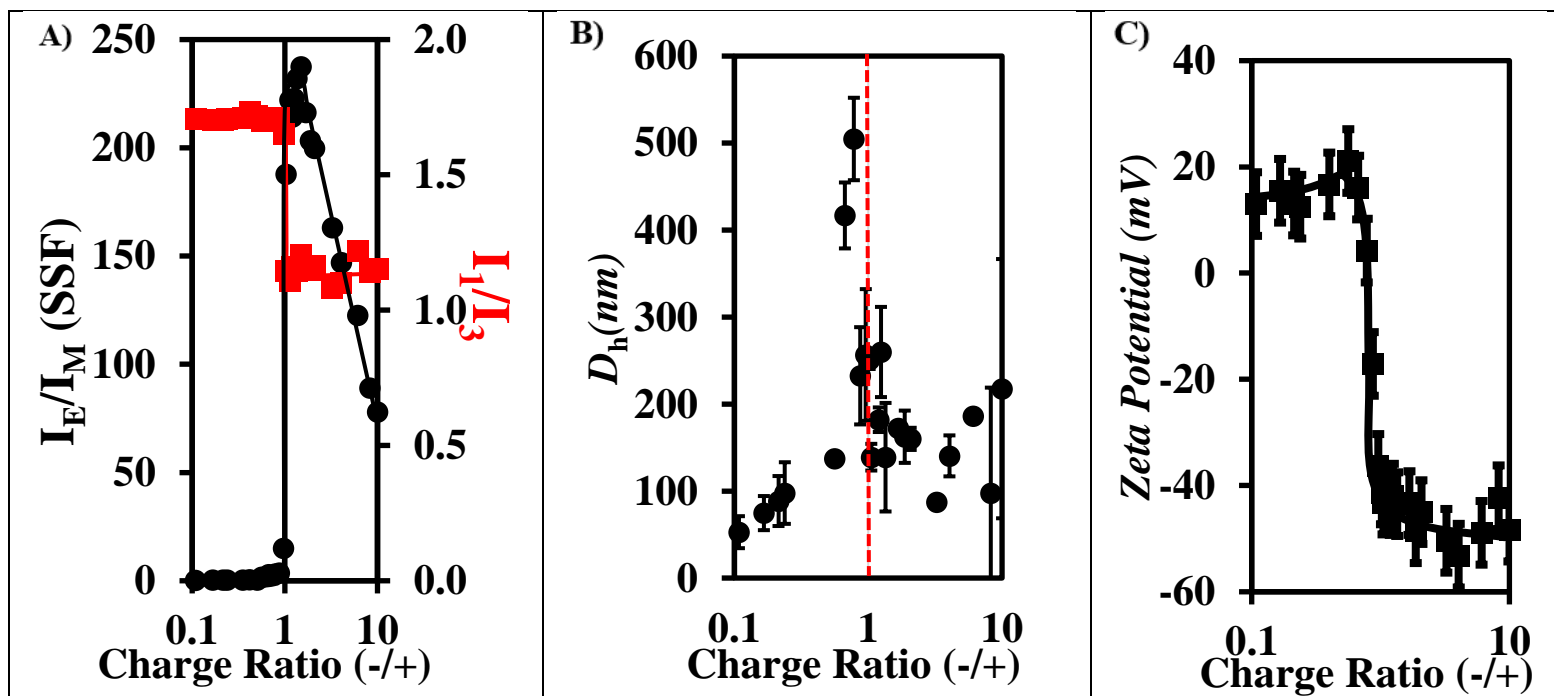 A)
250
200
150
100
50
0
I_E/I_M (SSF)
2.0
1.5
1.0
0.5
0.0
I_1/I_3
0.1 1 10
Charge Ratio (-/+)
B)
600
500
400
300
200
100
0
D_h(nm)
0.1 1 10
Charge Ratio (-/+)
C)
40
20
0
-20
-40
-60
Zeta Potential (mV)
0.1 10
Charge Ratio (-/+)